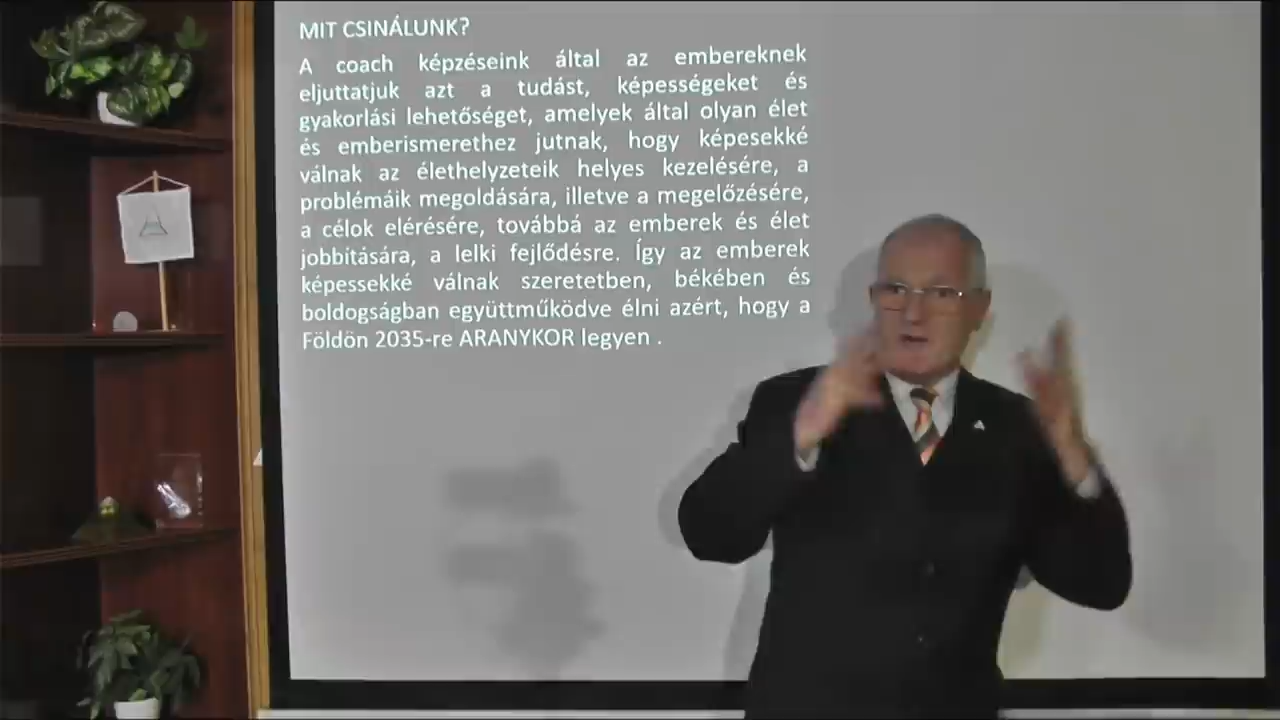 MIT CSINÁLUNK?
A coach képzéseink által az embereknek
eljuttatjuk azt a tudást, képességeket és
gyakorlási lehetőséget, amelyek által olyan élet
és emberismerethez jutnak, hogy képesekké
válnak az élethelyzeteik helyes kezelésére, a
problémáik megoldására, illetve a megelőzésére,
a célok elérésére, továbbá az emberek és élet
jobbítására, a lelki fejlődésre. Így az emberek
képessekké válnak szeretetben, békében és
boldogságban együttműködve élni azért, hogy a
Földön 2035-re ARANYKOR legyen .